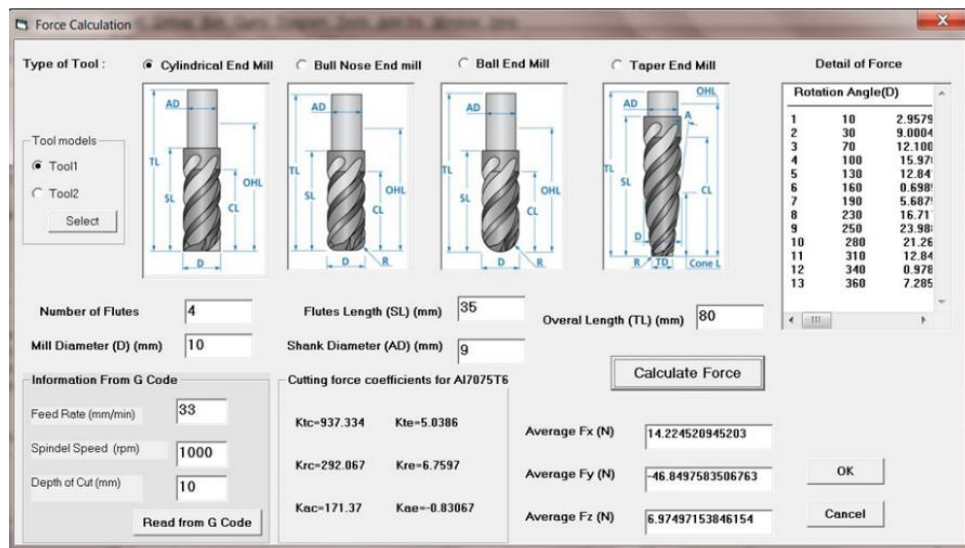 Force Calculation
Type of Tool :
Cylindrical End Mill
Bull Nose End mill
Ball End Mill
Taper End Mill
Detail of Force
Tool models
Tool1
Tool2
Select
AD
TL
SL
OHL
CL
D
AD
TL
SL
OHL
CL
D
R
AD
TL
SL
OHL
CL
D
R
OHL
AD
A
TL
SL
CL
D
R
TD
Cone L
Rotation Angle(D)
1 10 2.9579
2 30 9.0004
3 70 12.100
4 100 15.97
5 130 12.84
6 160 0.698
7 190 5.687
8 230 16.71
9 250 23.98
10 280 21.26
11 310 12.84
12 340 0.978
13 360 7.285
Number of Flutes
4
Flutes Length (SL) (mm)
35
Overal Length (TL) (mm)
80
Mill Diameter (D) (mm)
10
Shank Diameter (AD) (mm)
9
Calculate Force
Information From G Code
Feed Rate (mm/min)
33
Spindel Speed (rpm)
1000
Depth of Cut (mm)
10
Read from G Code
Cutting force coefficients for Al7075T6
Ktc=937.334 Kte=5.0386
Krc=292.067 Kre=6.7597
Kac=171.37 Kae=-0.83067
Average Fx (N)
14.224520945203
Average Fy (N)
-46.8497583506763
Average Fz (N)
6.97497153846154
OK
Cancel